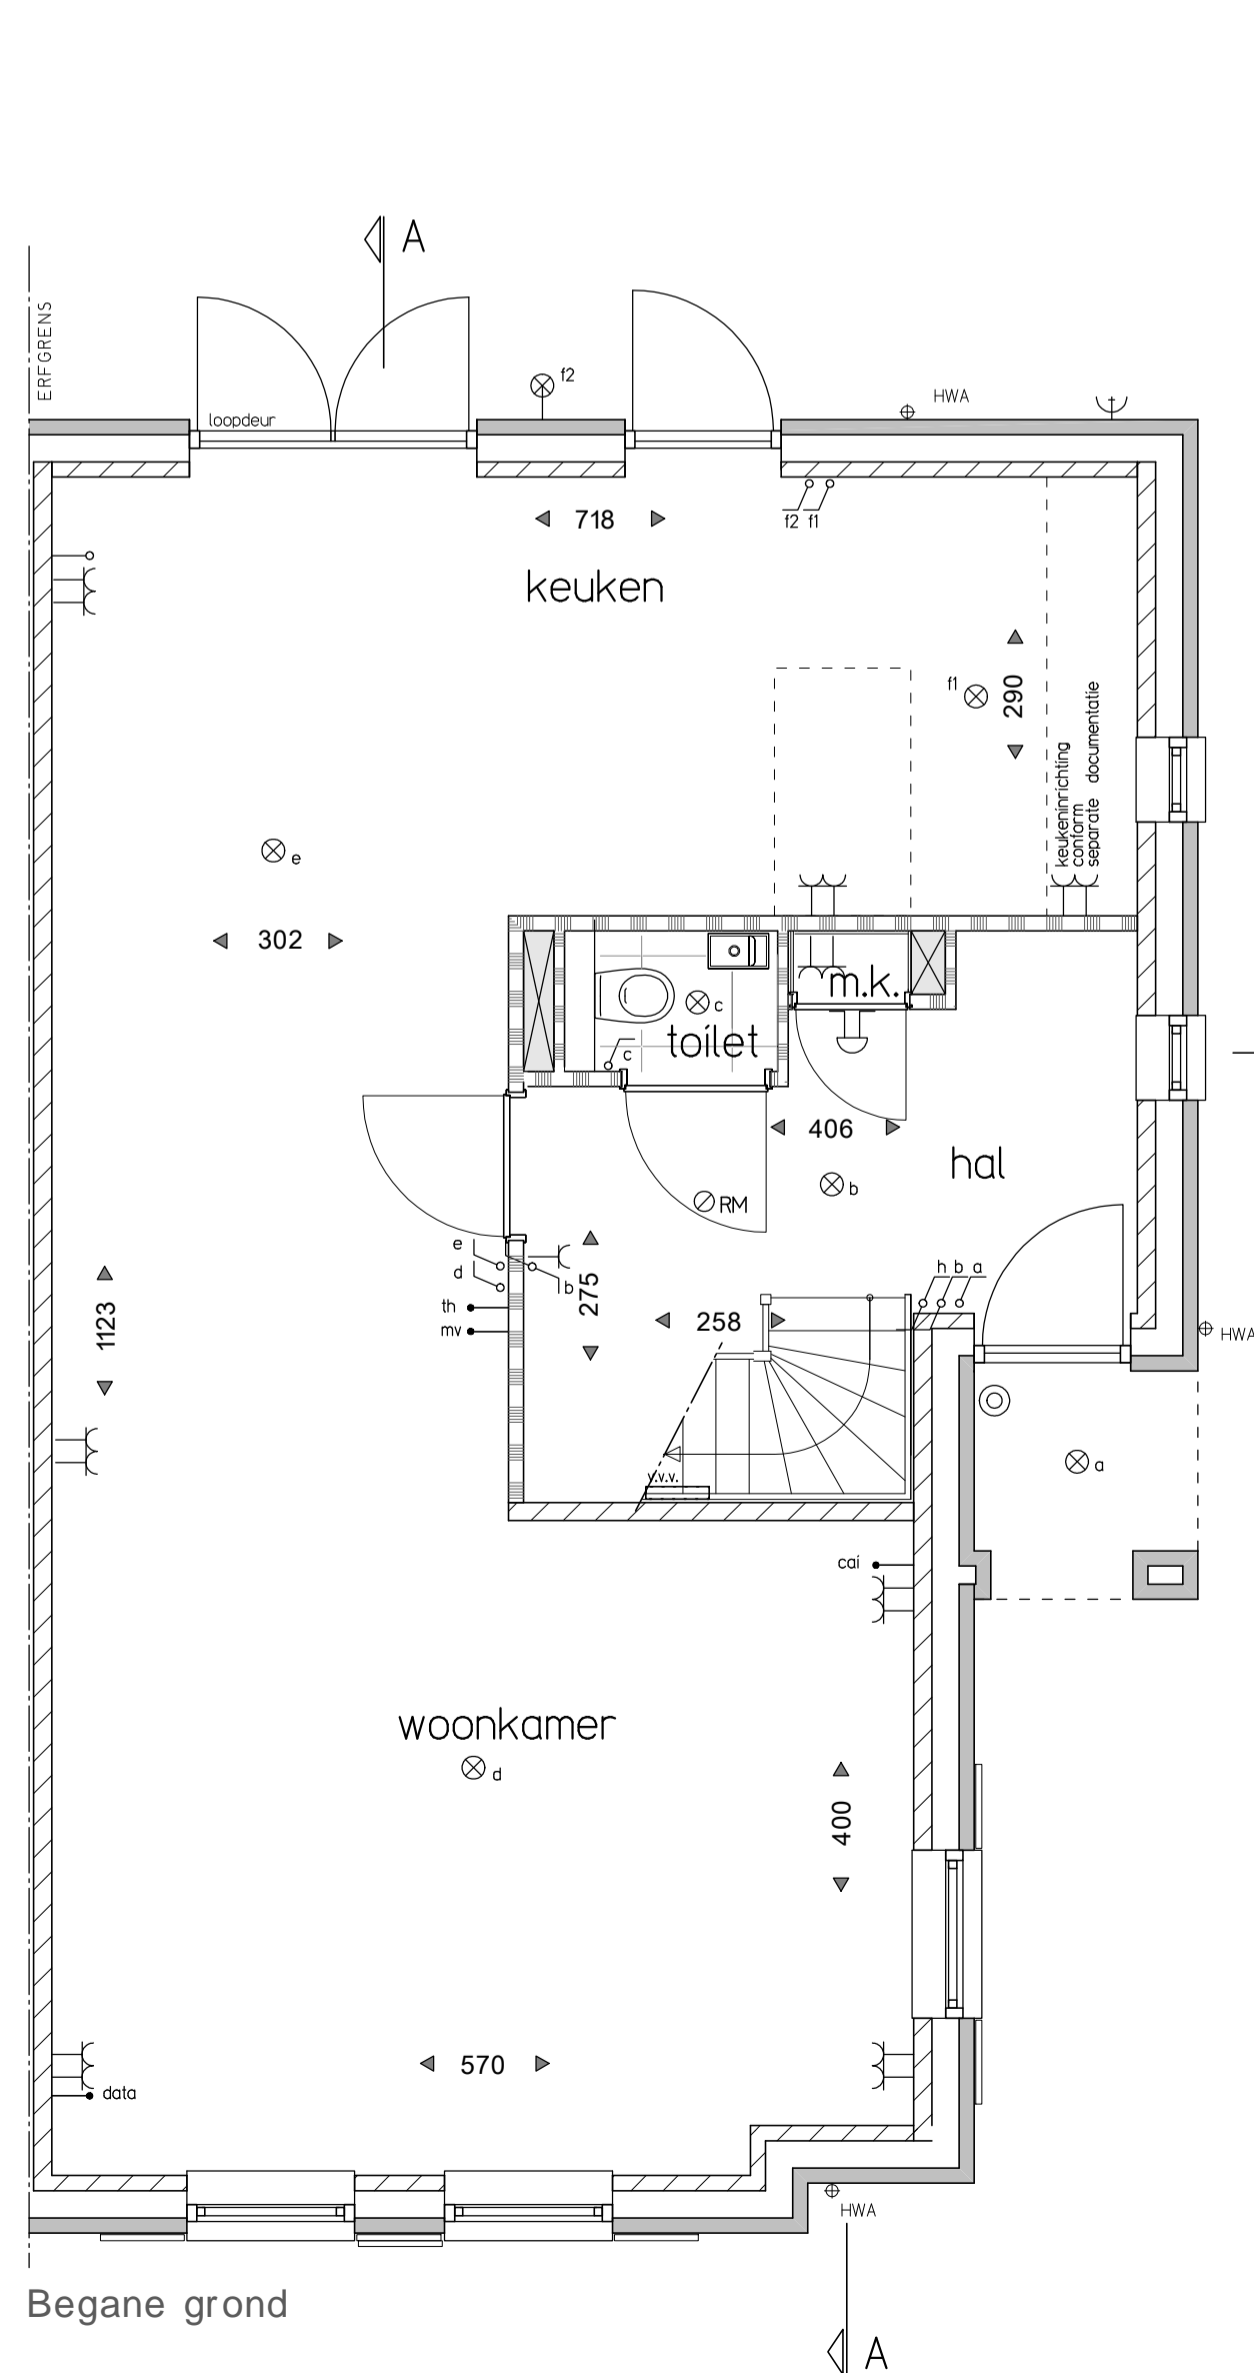 A
ERFGRENS
f2
loopdeur
HWA
718
f2 f1
keuken
f1
290
keukeninrichting
conform
separate documentatie
e
302
m.k.
c
toilet
c
406
hal
b
RM
e
d
b
th
mv
275
h b a
258
1123
HWA
a
v.v.v.
cai
woonkamer
d
400
570
data
HWA
Begane grond
A